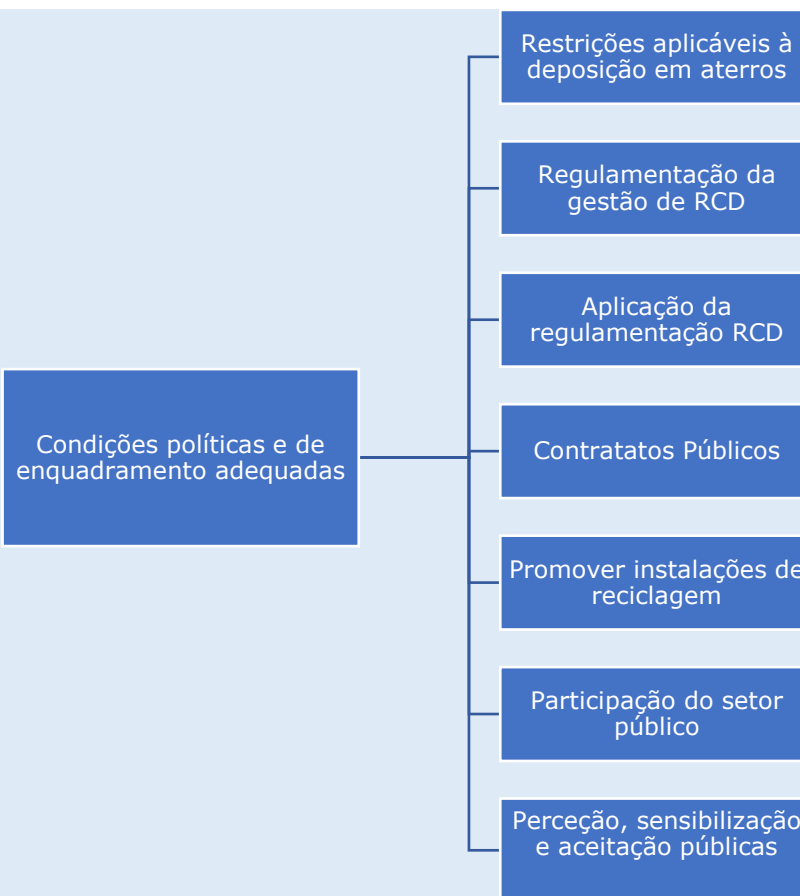 Restrições aplicáveis à
deposição em aterros
Regulamentação da
gestão de RCD
Aplicação da
regulamentação RCD
Condições políticas e de
enquadramento adequadas
Contratatos Públicos
Promover instalações de
reciclagem
Participação do setor
público
Perceção, sensibilização
e aceitação públicas